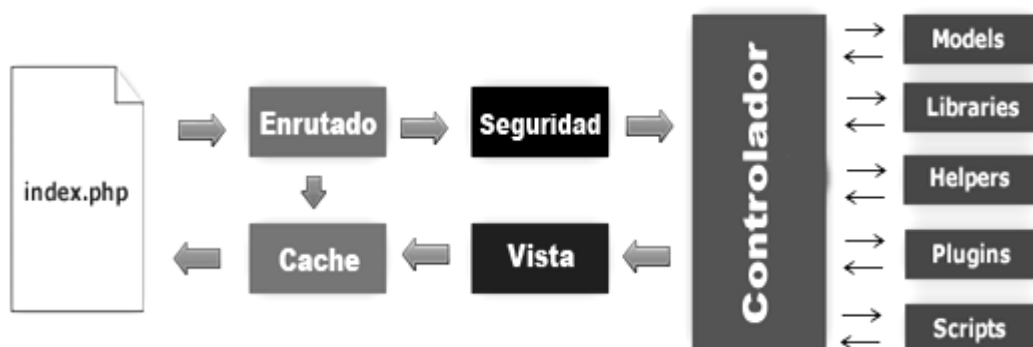 index.php
Enrutado
Seguridad
Cache
Vista
Controlador
Models
Libraries
Helpers
Plugins
Scripts